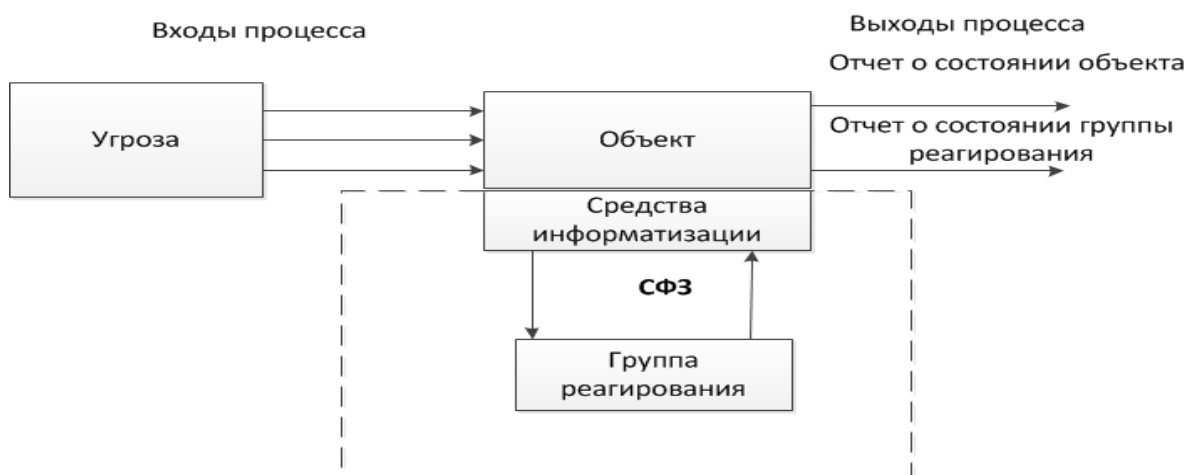 Входы процесса
Выходы процесса
Отчет о состоянии объекта
Угроза
Объект
Отчет о состоянии группы
реагирования
Средства
информатизации
СФЗ
Группа
реагирования